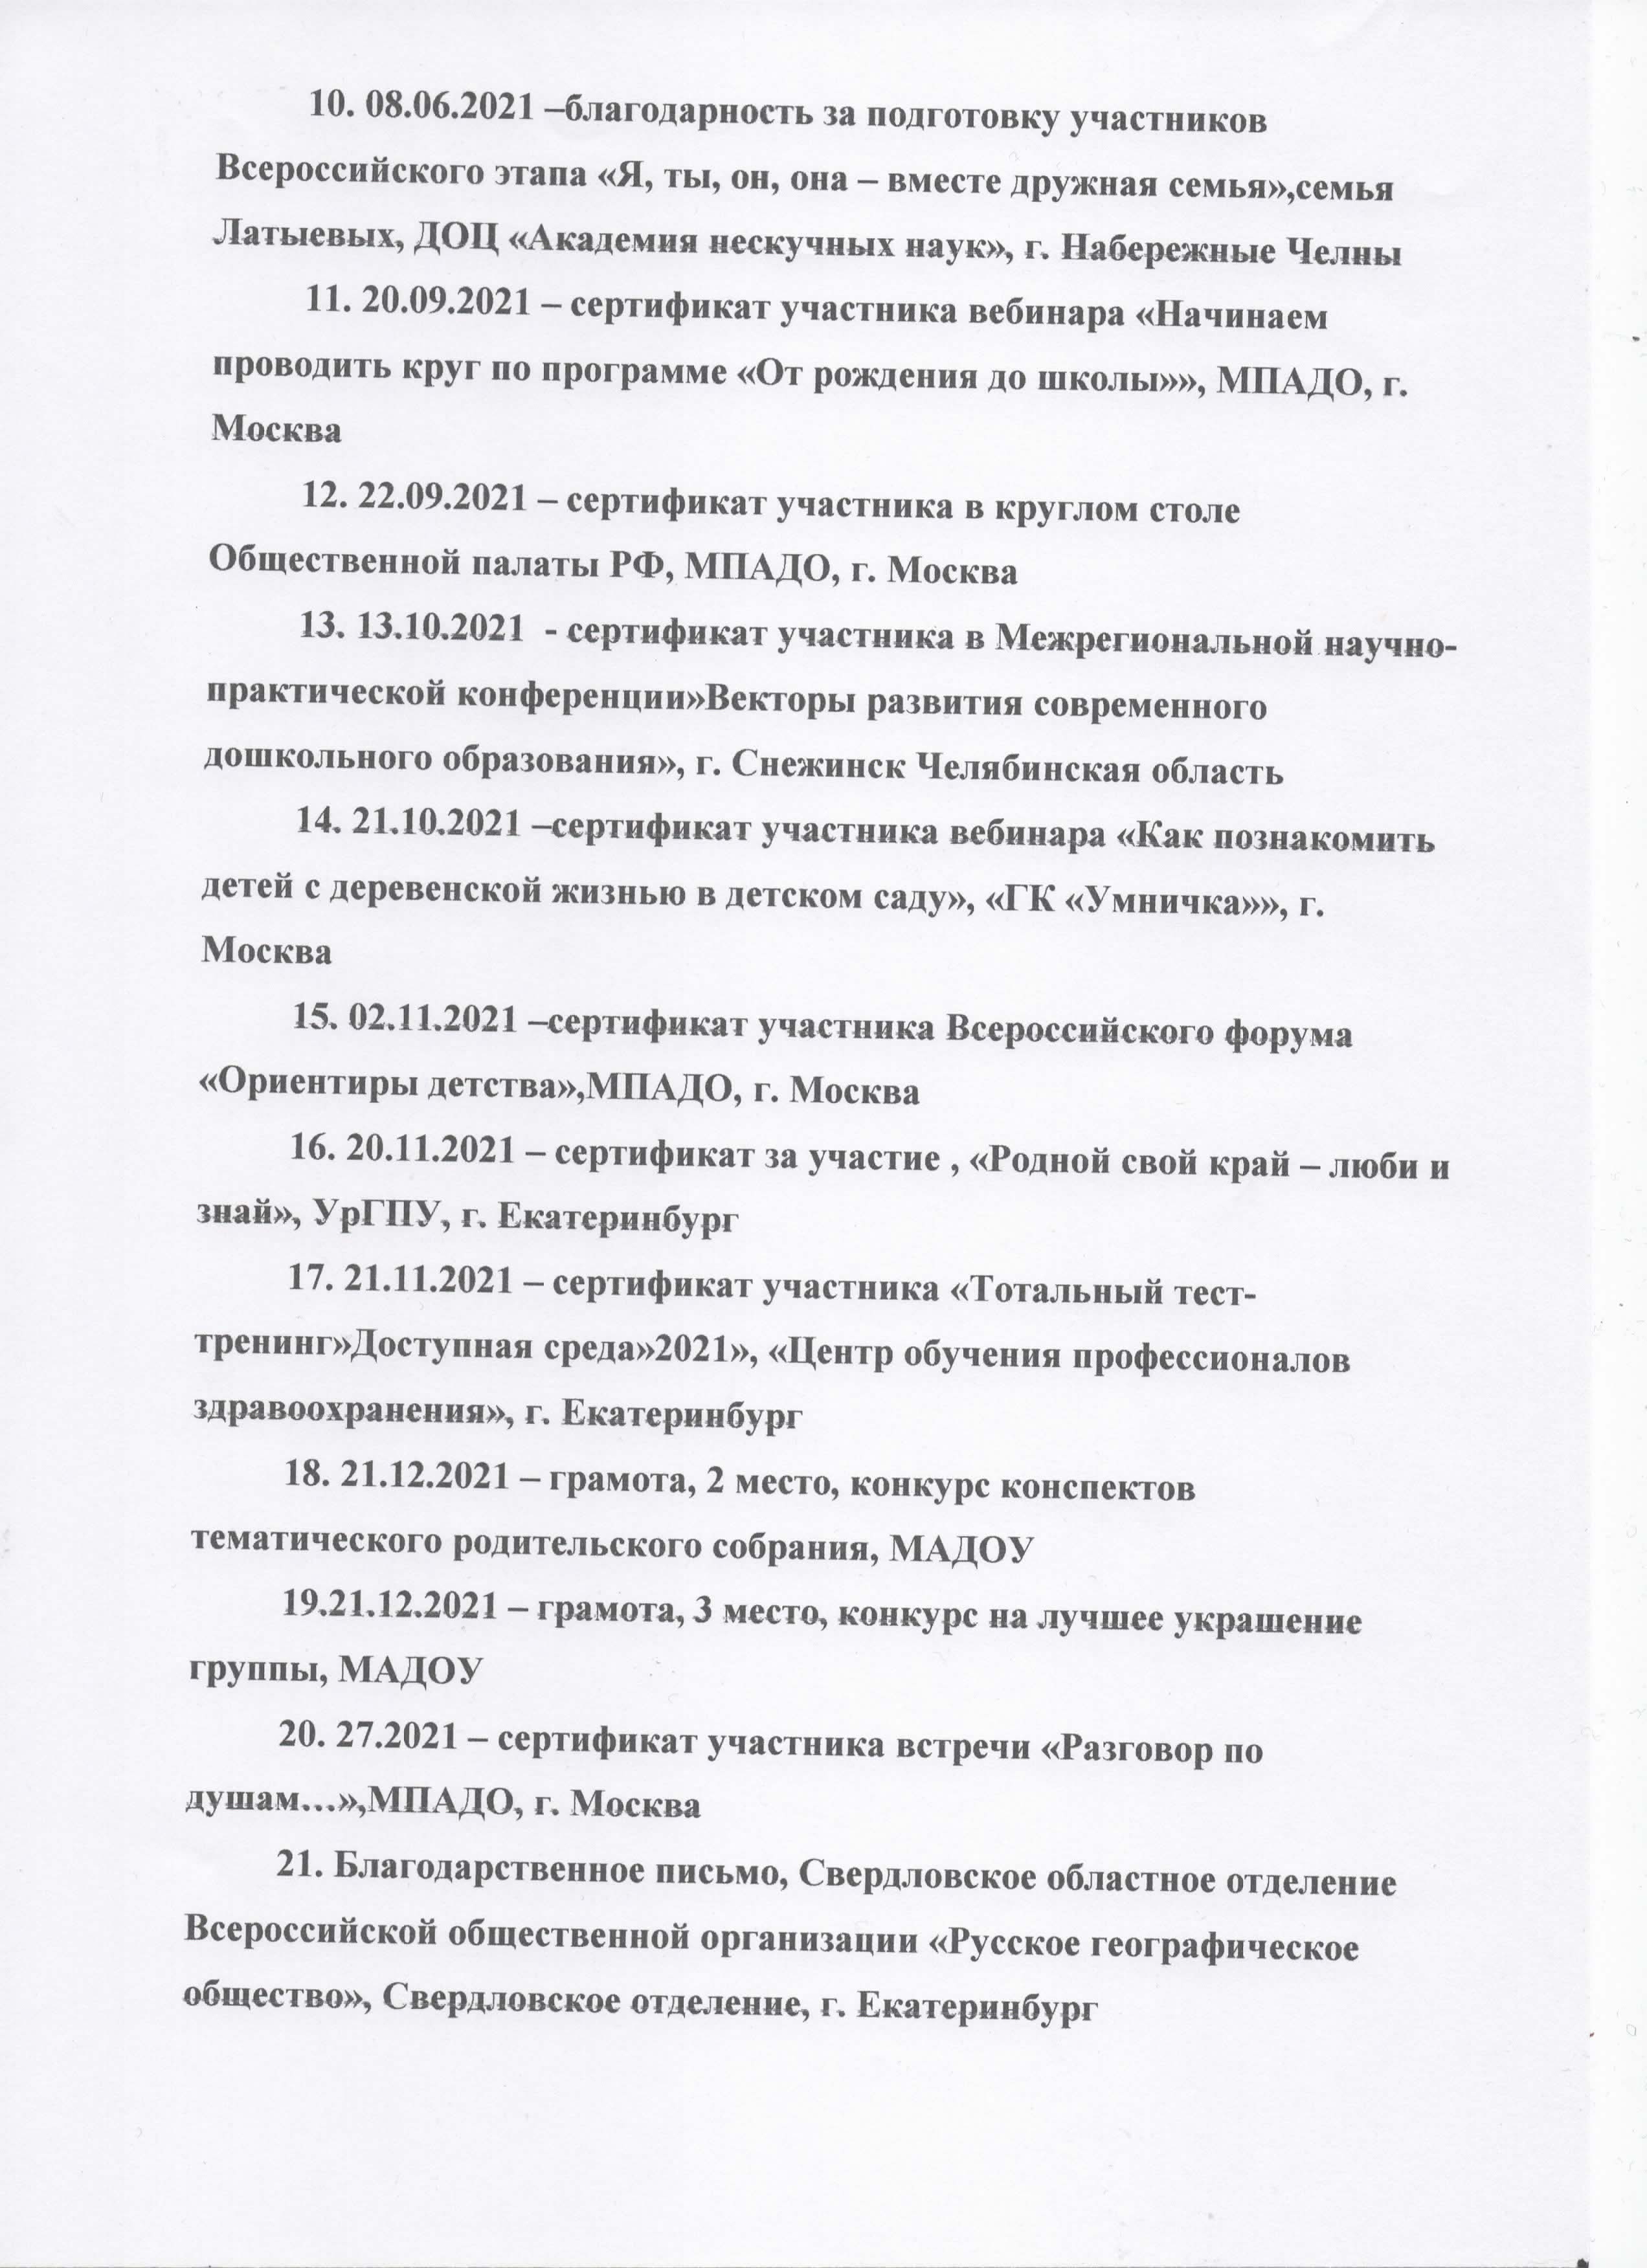 10. 08.06.2021 –благодарность за подготовку участников
Всероссийского этапа «Я, ты, он, она – вместе дружная семья»,семья
Латыевых, ДОЦ «Академия нескучных наук», г. Набережные Челны
11. 20.09.2021 – сертификат участника вебинара «Начинаем
проводить круг по программе «От рождения до школы»», МПАДО, г.
Москва
12. 22.09.2021 – сертификат участника в круглом столе
Общественной палаты РФ, МПАДО, г. Москва
13. 13.10.2021  - сертификат участника в Межрегиональной научно-
практической конференции»Векторы развития современного
дошкольного образования», г. Снежинск Челябинская область
14. 21.10.2021 –сертификат участника вебинара «Как познакомить
детей с деревенской жизнью в детском саду», «ГК «Умничка»», г.
Москва
15. 02.11.2021 –сертификат участника Всероссийского форума
«Ориентиры детства»,МПАДО, г. Москва
16. 20.11.2021 – сертификат за участие , «Родной свой край – люби и
знай», УрГПУ, г. Екатеринбург
17. 21.11.2021 – сертификат участника «Тотальный тест-
тренинг»Доступная среда»2021», «Центр обучения профессионалов
здравоохранения», г. Екатеринбург
18. 21.12.2021 – грамота, 2 место, конкурс конспектов
тематического родительского собрания, МАДОУ
19.21.12.2021 – грамота, 3 место, конкурс на лучшее украшение
группы, МАДОУ
20. 27.2021 – сертификат участника встречи «Разговор по
душам…»,МПАДО, г. Москва
21. Благодарственное письмо, Свердловское областное отделение
Всероссийской общественной организации «Русское географическое
общество», Свердловское отделение, г. Екатеринбург